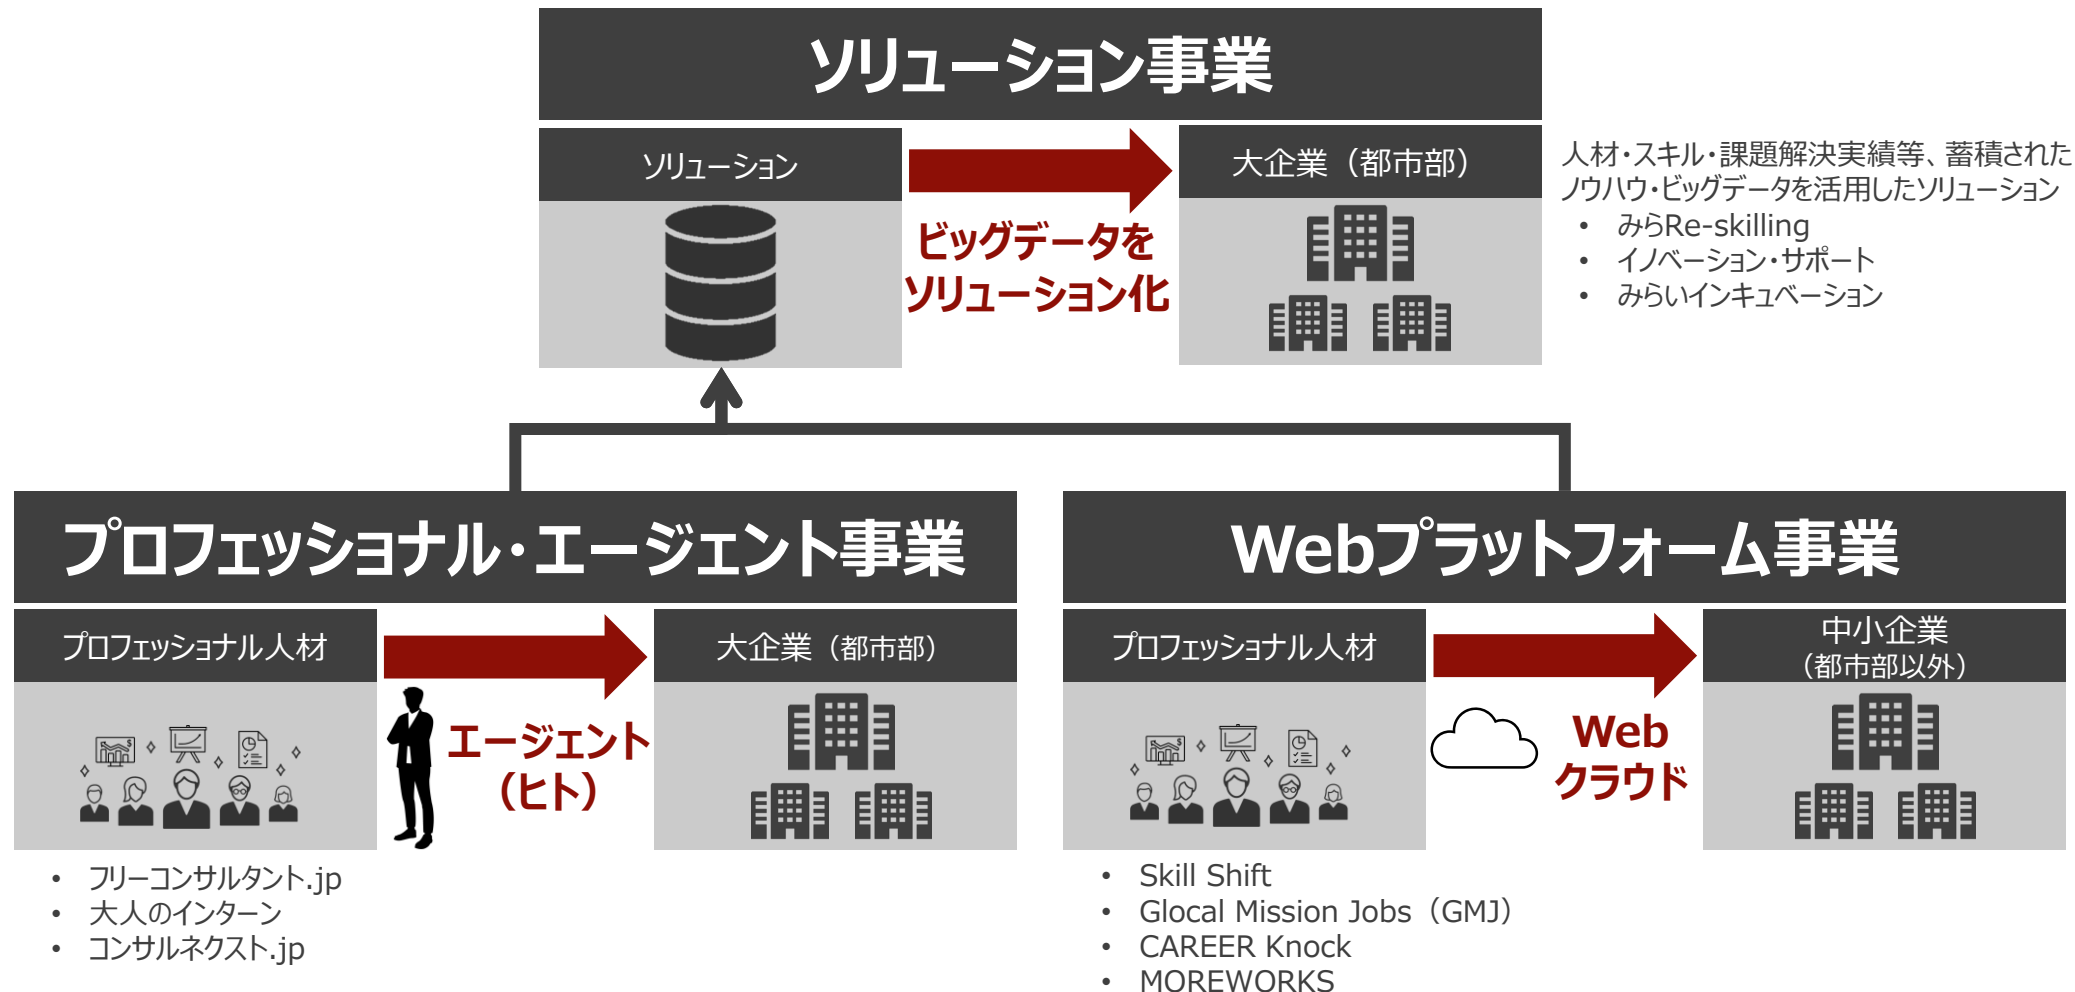 ソリューション事業
ソリューション
大企業（都市部）
ビッグデータを
ソリューション化
人材・スキル・課題解決実績等、蓄積された
ノウハウ・ビッグデータを活用したソリューション
• みらRe-skilling
• イノベーション・サポート
• みらいインキュベーション
プロフェッショナル・エージェント事業
プロフェッショナル人材
大企業（都市部）
エージェント
（ヒト）
• フリーコンサルタント.jp
• 大人のインターン
• コンサルネクスト.jp
Webプラットフォーム事業
プロフェッショナル人材
中小企業
（都市部以外）
Web
クラウド
• Skill Shift
• Glocal Mission Jobs（GMJ）
• CAREER Knock
• MOREWORKS